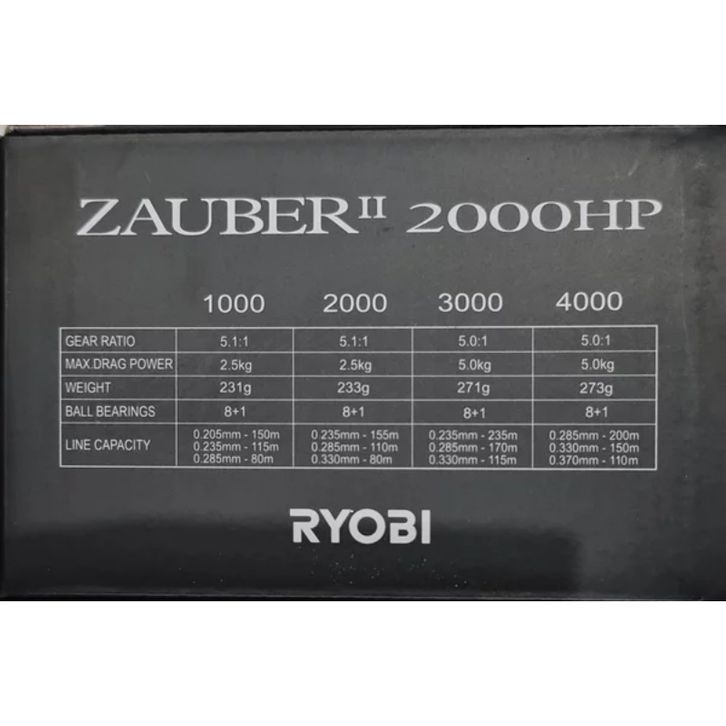 ZAUBER II 2000HP
1000 2000 3000 4000
GEAR RATIO 5.1:1 5.1:1 5.0:1 5.0:1
MAX.DRAG POWER 2.5kg 2.5kg 5.0kg 5.0kg
WEIGHT 231g 233g 271g 273g
BALL BEARINGS 8+1 8+1 8+1 8+1
LINE CAPACITY 0.205mm - 150m 0.235mm - 155m 0.235mm - 235m 0.285mm - 200m
0.235mm - 115m 0.285mm - 110m 0.285mm - 170m 0.330mm - 150m
0.285mm - 80m 0.330mm - 80m 0.330mm - 115m 0.370mm - 110m
RYOBI